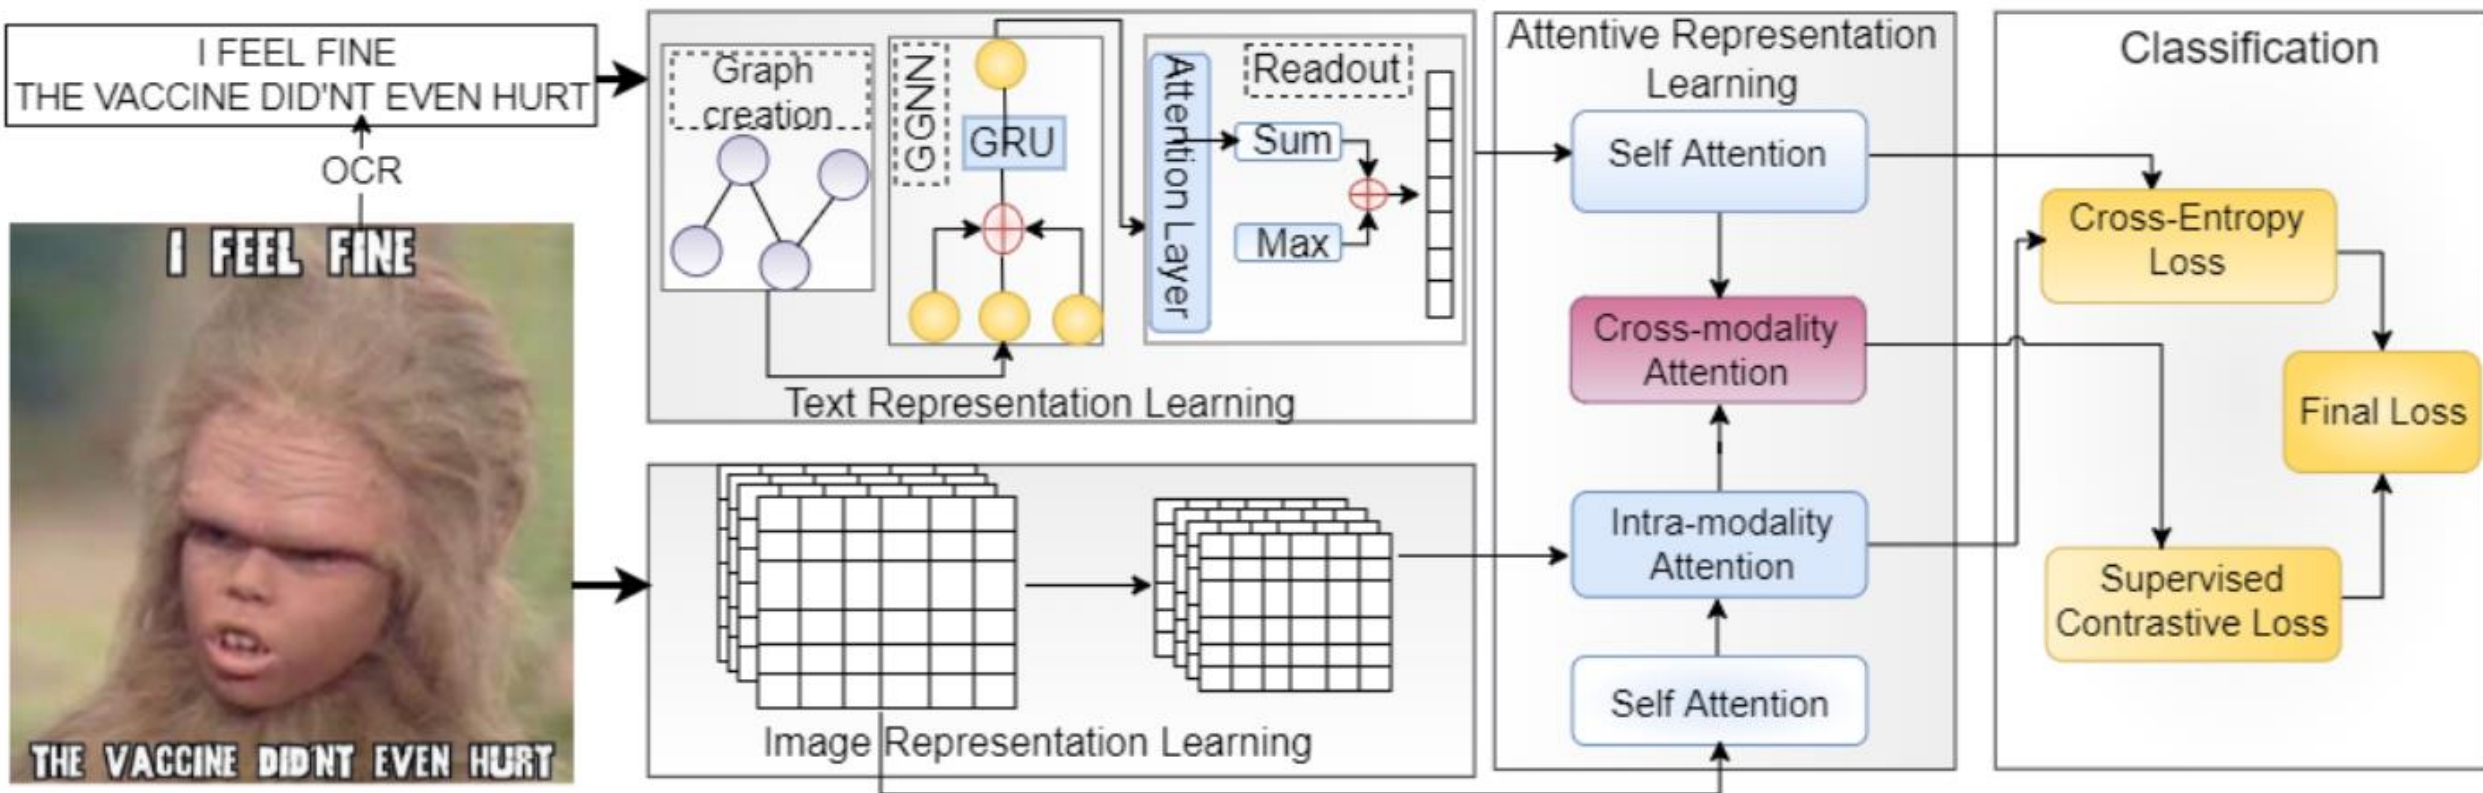 I FEEL FINE
THE VACCINE DID'NT EVEN HURT
OCR
I FEEL FINE
THE VACCINE DID'NT EVEN HURT
Graph
creation
GGNN
GRU
Attention Layer
Readout
Sum
Max
Text Representation Learning
Image Representation Learning
Attentive Representation
Learning
Self Attention
Cross-modality
Attention
Intra-modality
Attention
Self Attention
Classification
Cross-Entropy
Loss
Final Loss
Supervised
Contrastive Loss